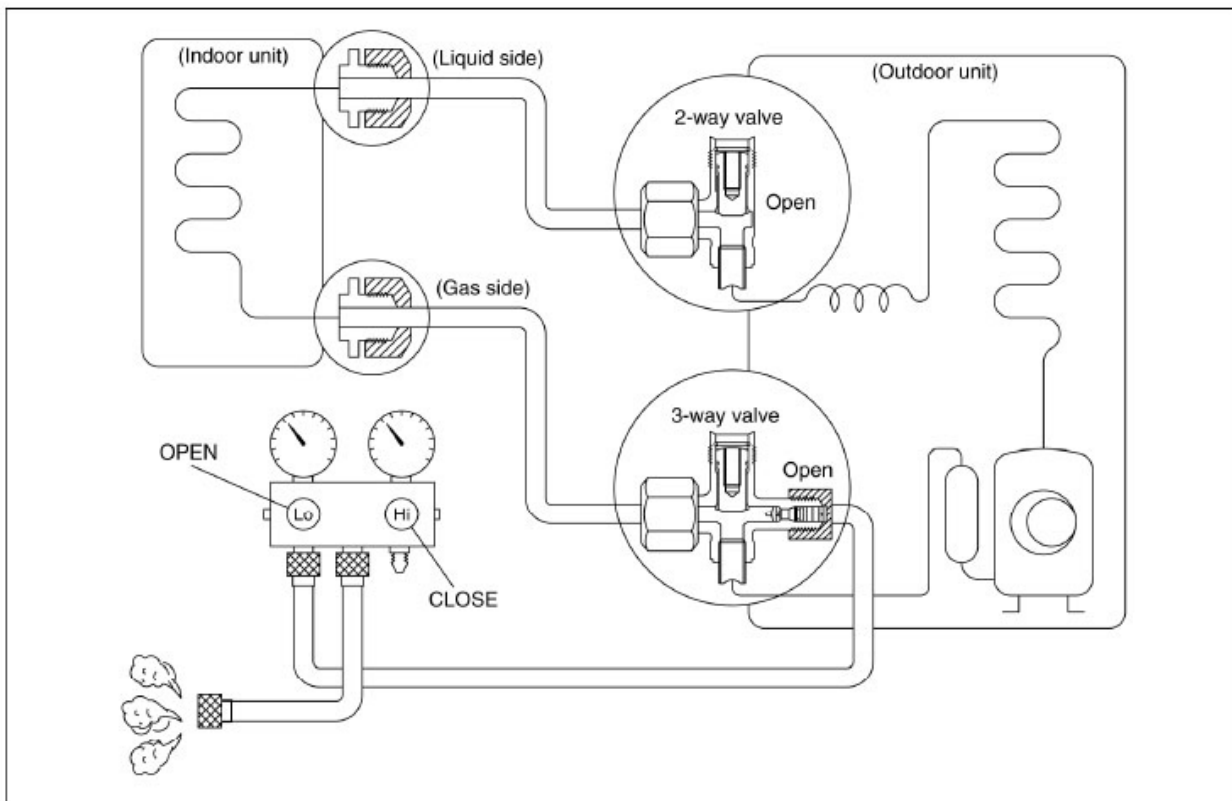 (Indoor unit)
(Liquid side)
(Outdoor unit)
2-way valve
Open
(Gas side)
3-way valve
Open
OPEN
Lo
Hi
CLOSE